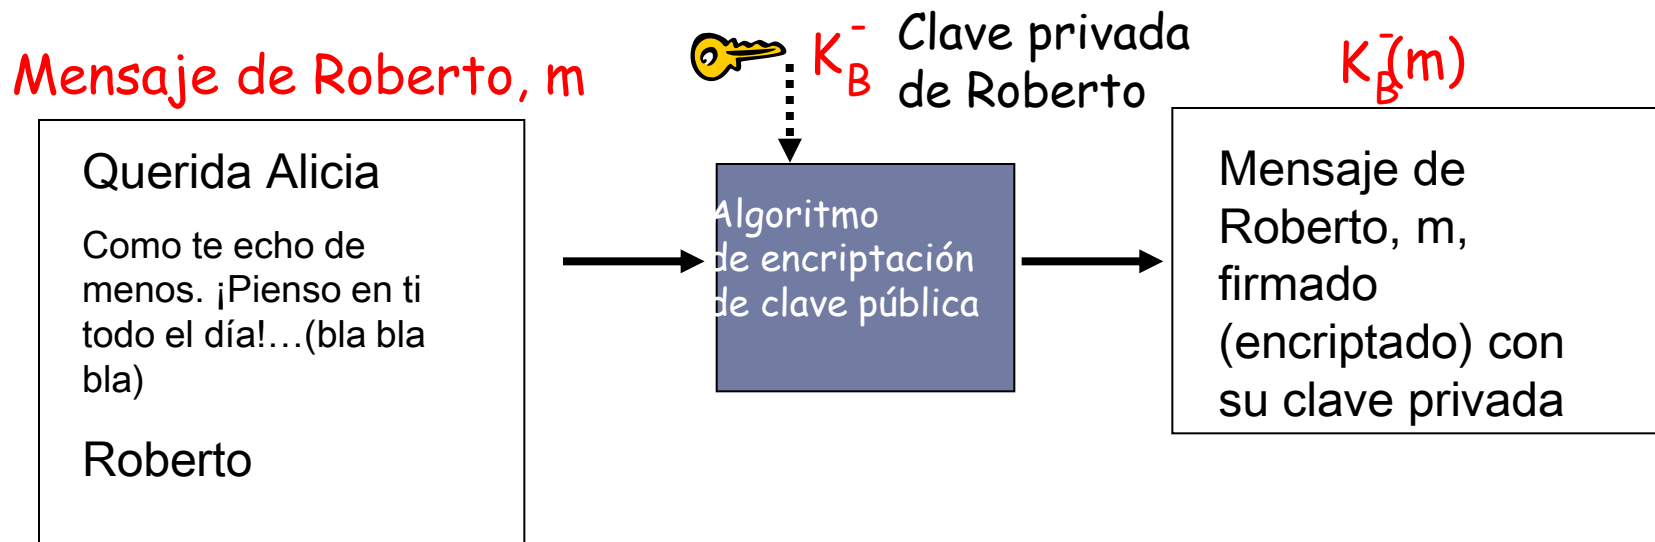 Mensaje de Roberto, m
Querida Alicia
Como te echo de
menos. ¡Pienso en ti
todo el día!…(bla bla
bla)
Roberto
K_B^-
Clave privada
de Roberto
Algoritmo
de encriptación
de clave pública
K_B^-(m)
Mensaje de
Roberto, m,
firmado
(encriptado) con
su clave privada